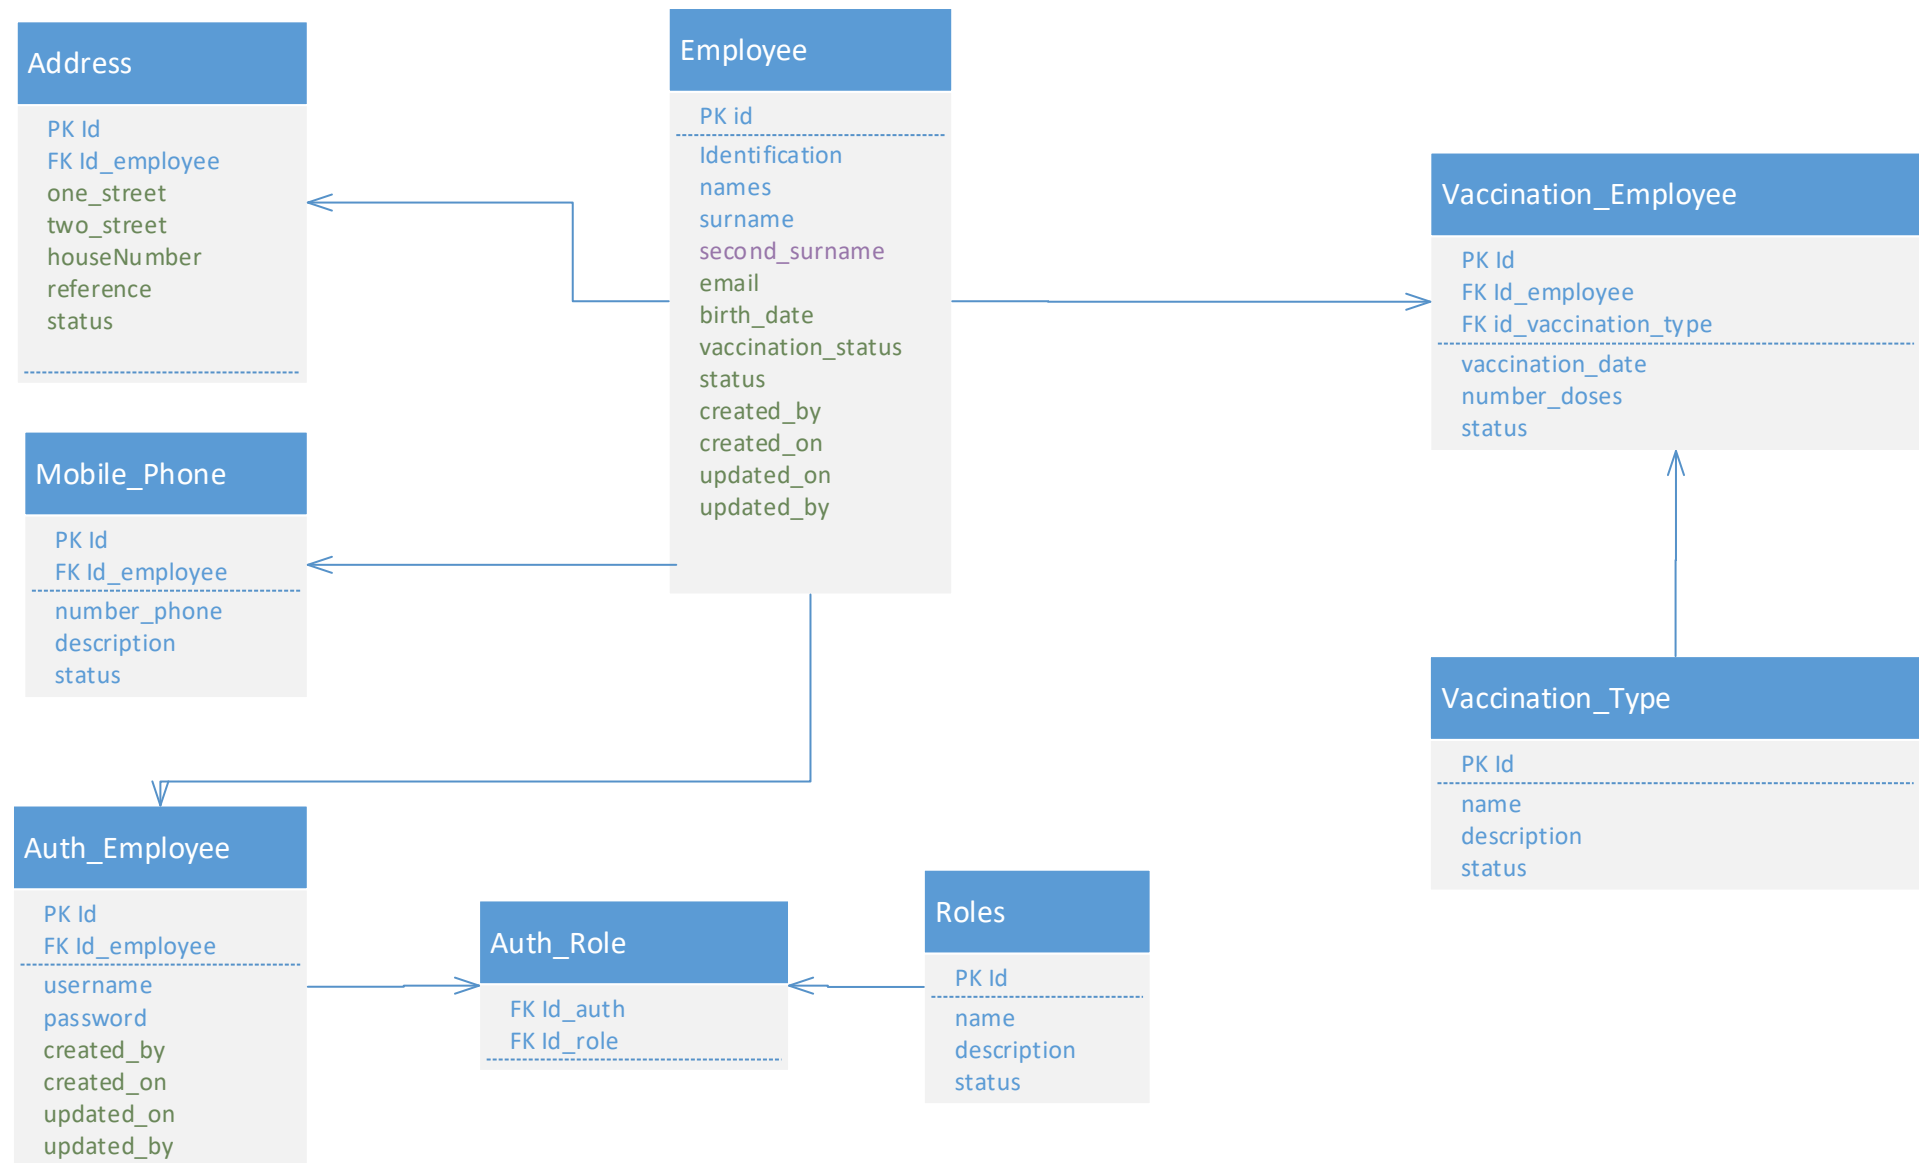 Address
PK Id
FK Id_employee
one_street
two_street
houseNumber
reference
status
Employee
PK id
Identification
names
surname
second_surname
email
birth_date
vaccination_status
status
created_by
created_on
updated_on
updated_by
Vaccination_Employee
PK Id
FK Id_employee
FK id_vaccination_type
vaccination_date
number_doses
status
Mobile_Phone
PK Id
FK Id_employee
number_phone
description
status
Vaccination_Type
PK Id
name
description
status
Auth_Employee
PK Id
FK Id_employee
username
password
created_by
created_on
updated_on
updated_by
Auth_Role
FK Id_auth
FK Id_role
Roles
PK Id
name
description
status